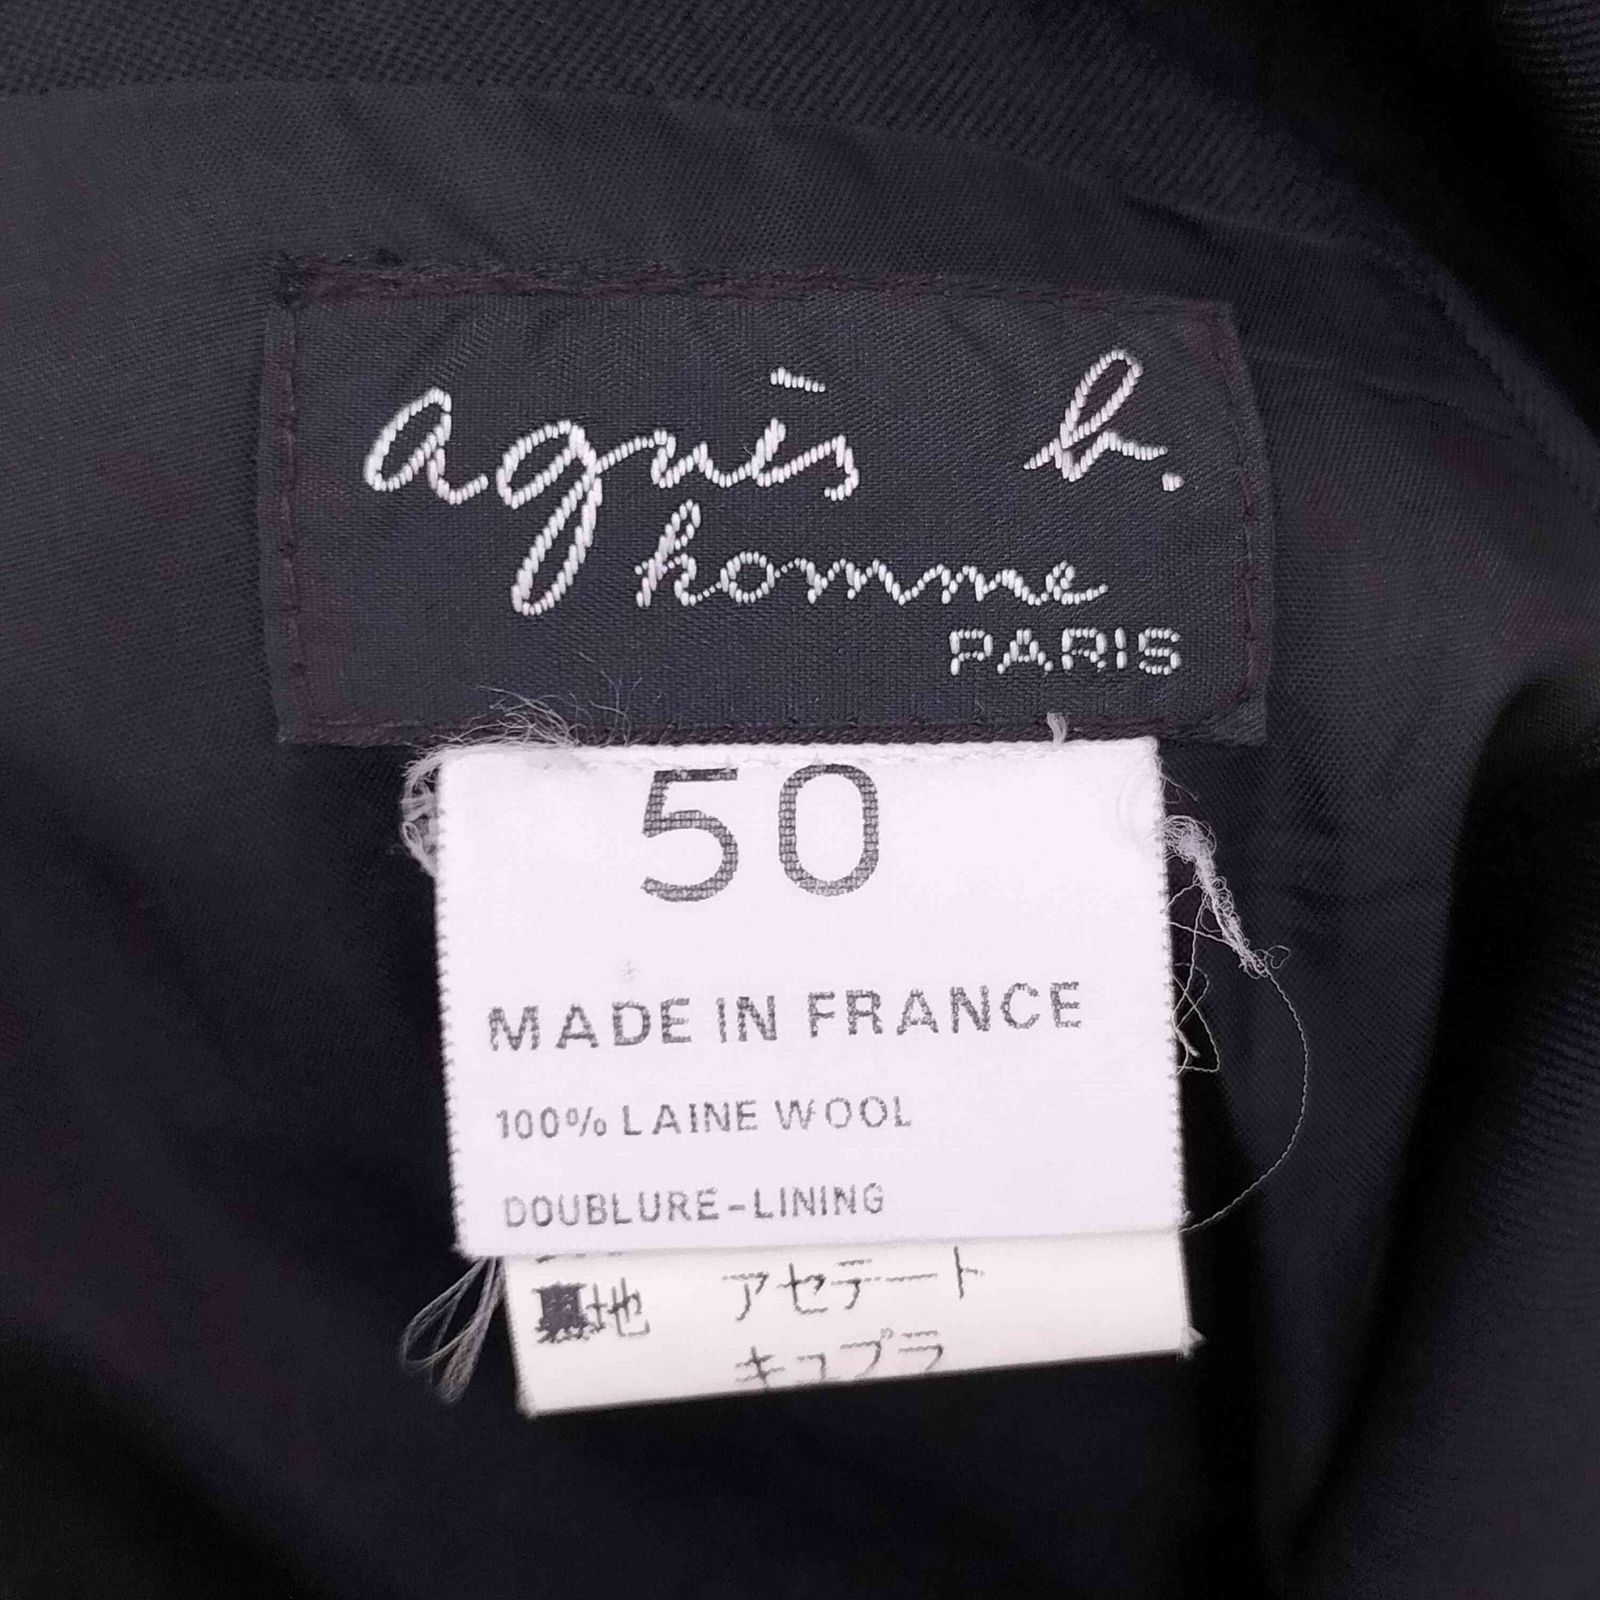 agnès b.
homme
PARIS
50
MADE IN FRANCE
100% LAINE WOOL
DOUBLURE-LINING
裏地 アセテート
キュプラ